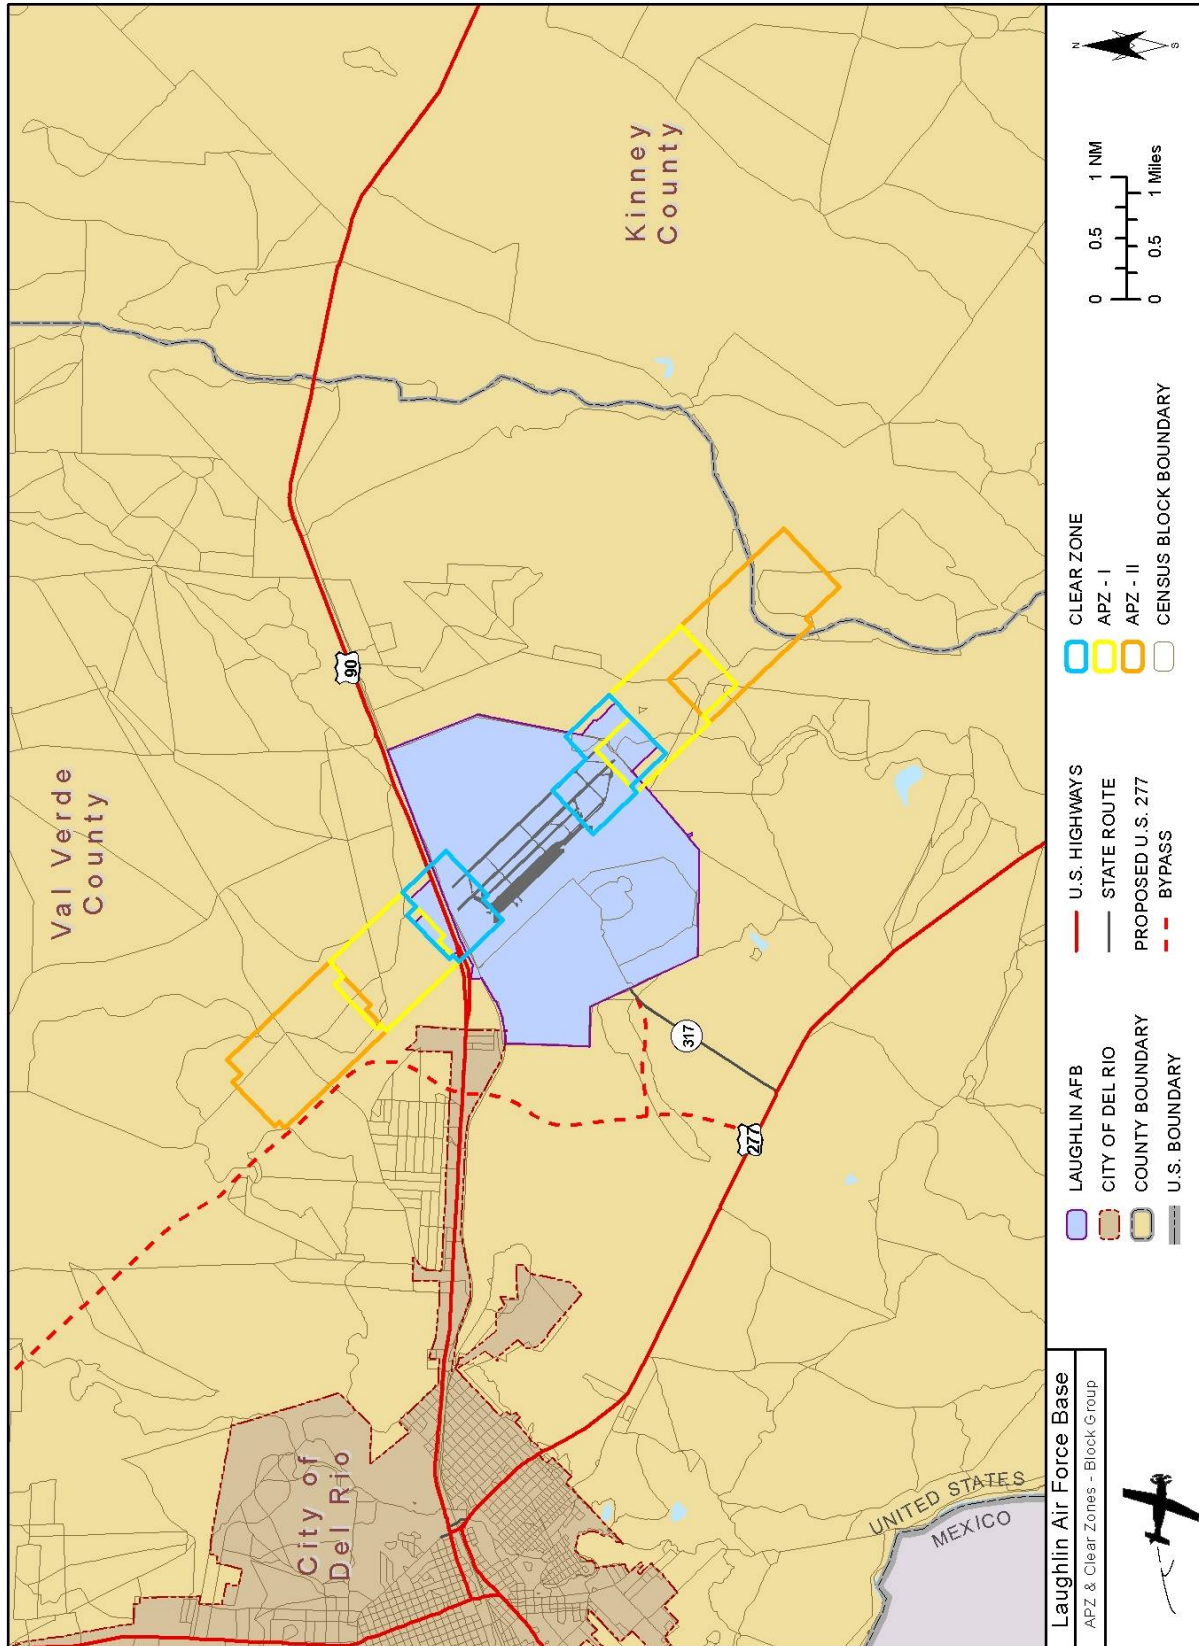 Val Verde
County
Kinney
County
City of
Del Rio
90
317
277
UNITED STATES
MEXICO
Laughlin Air Force Base
APZ & Clear Zones - Block Group
LAUGHLIN AFB
CITY OF DEL RIO
COUNTY BOUNDARY
U.S. BOUNDARY
U.S. HIGHWAYS
STATE ROUTE
PROPOSED U.S. 277
BYPASS
CLEAR ZONE
APZ - I
APZ - II
CENSUS BLOCK BOUNDARY
0 0.5 1 NM
0 0.5 1 Miles
N
S